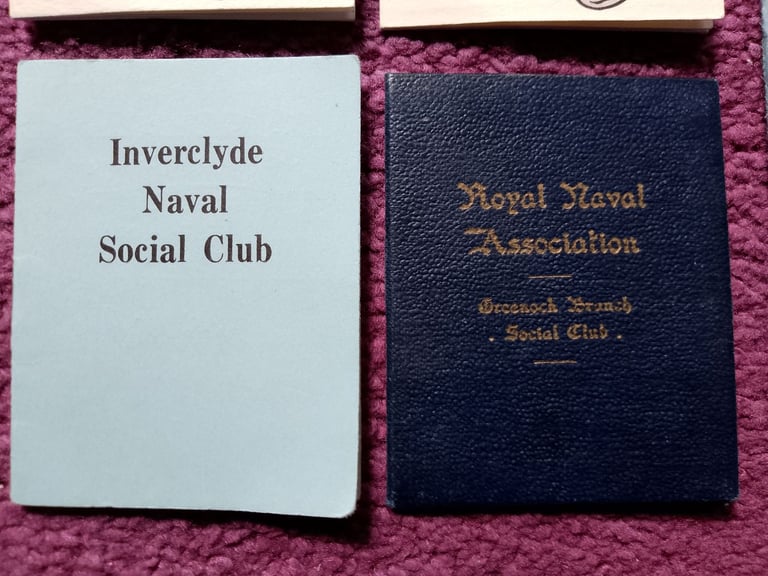 Inverclyde
Naval
Social Club
Royal Naval
Association
Greenock Branch
. Social Club .